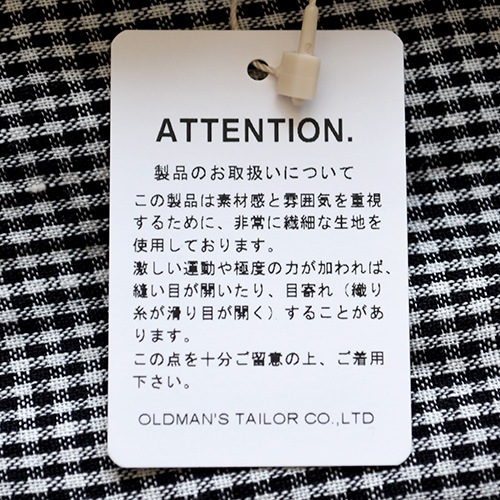 ATTENTION.
製品のお取扱いについて
この製品は素材感と雰囲気を重視
するために、非常に繊細な生地を
使用しております。
激しい運動や極度の力が加われば、
縫い目が開いたり、目寄れ（織り
糸が滑り目が開く）することがあ
ります。
この点を十分ご留意の上、ご着用
下さい。
OLDMAN'S TAILOR CO.,LTD